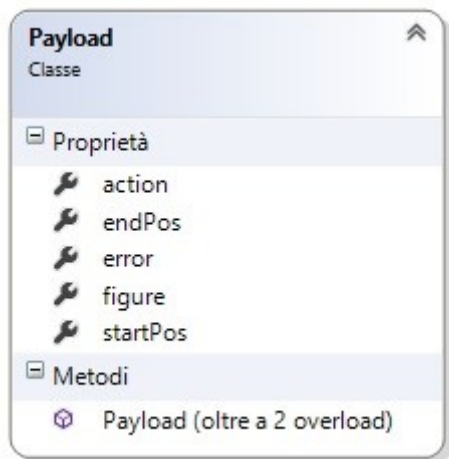 Payload
Classe
Proprietà
action
endPos
error
figure
startPos
Metodi
Payload (oltre a 2 overload)